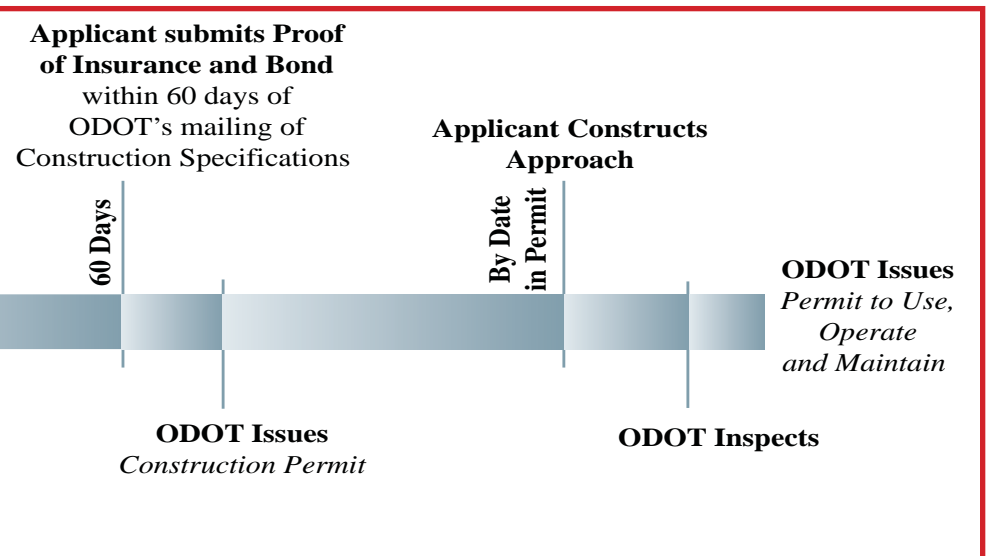 Applicant submits Proof
of Insurance and Bond
within 60 days of
ODOT's mailing of
Construction Specifications
60 Days
ODOT Issues
Construction Permit
Applicant Constructs
Approach
By Date
in Permit
ODOT Inspects
ODOT Issues
Permit to Use,
Operate
and Maintain